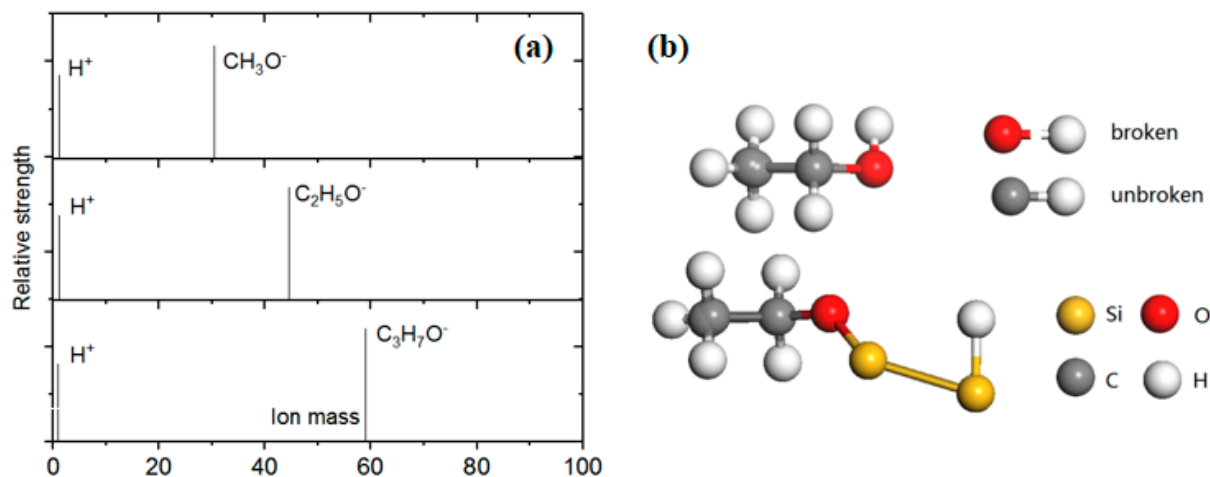 (a)
H⁺
CH₃O⁻
H⁺
C₂H₅O⁻
H⁺
C₃H₇O⁻
Ion mass
Relative strength
0 20 40 60 80 100
(b)
broken
unbroken
Si O
C H